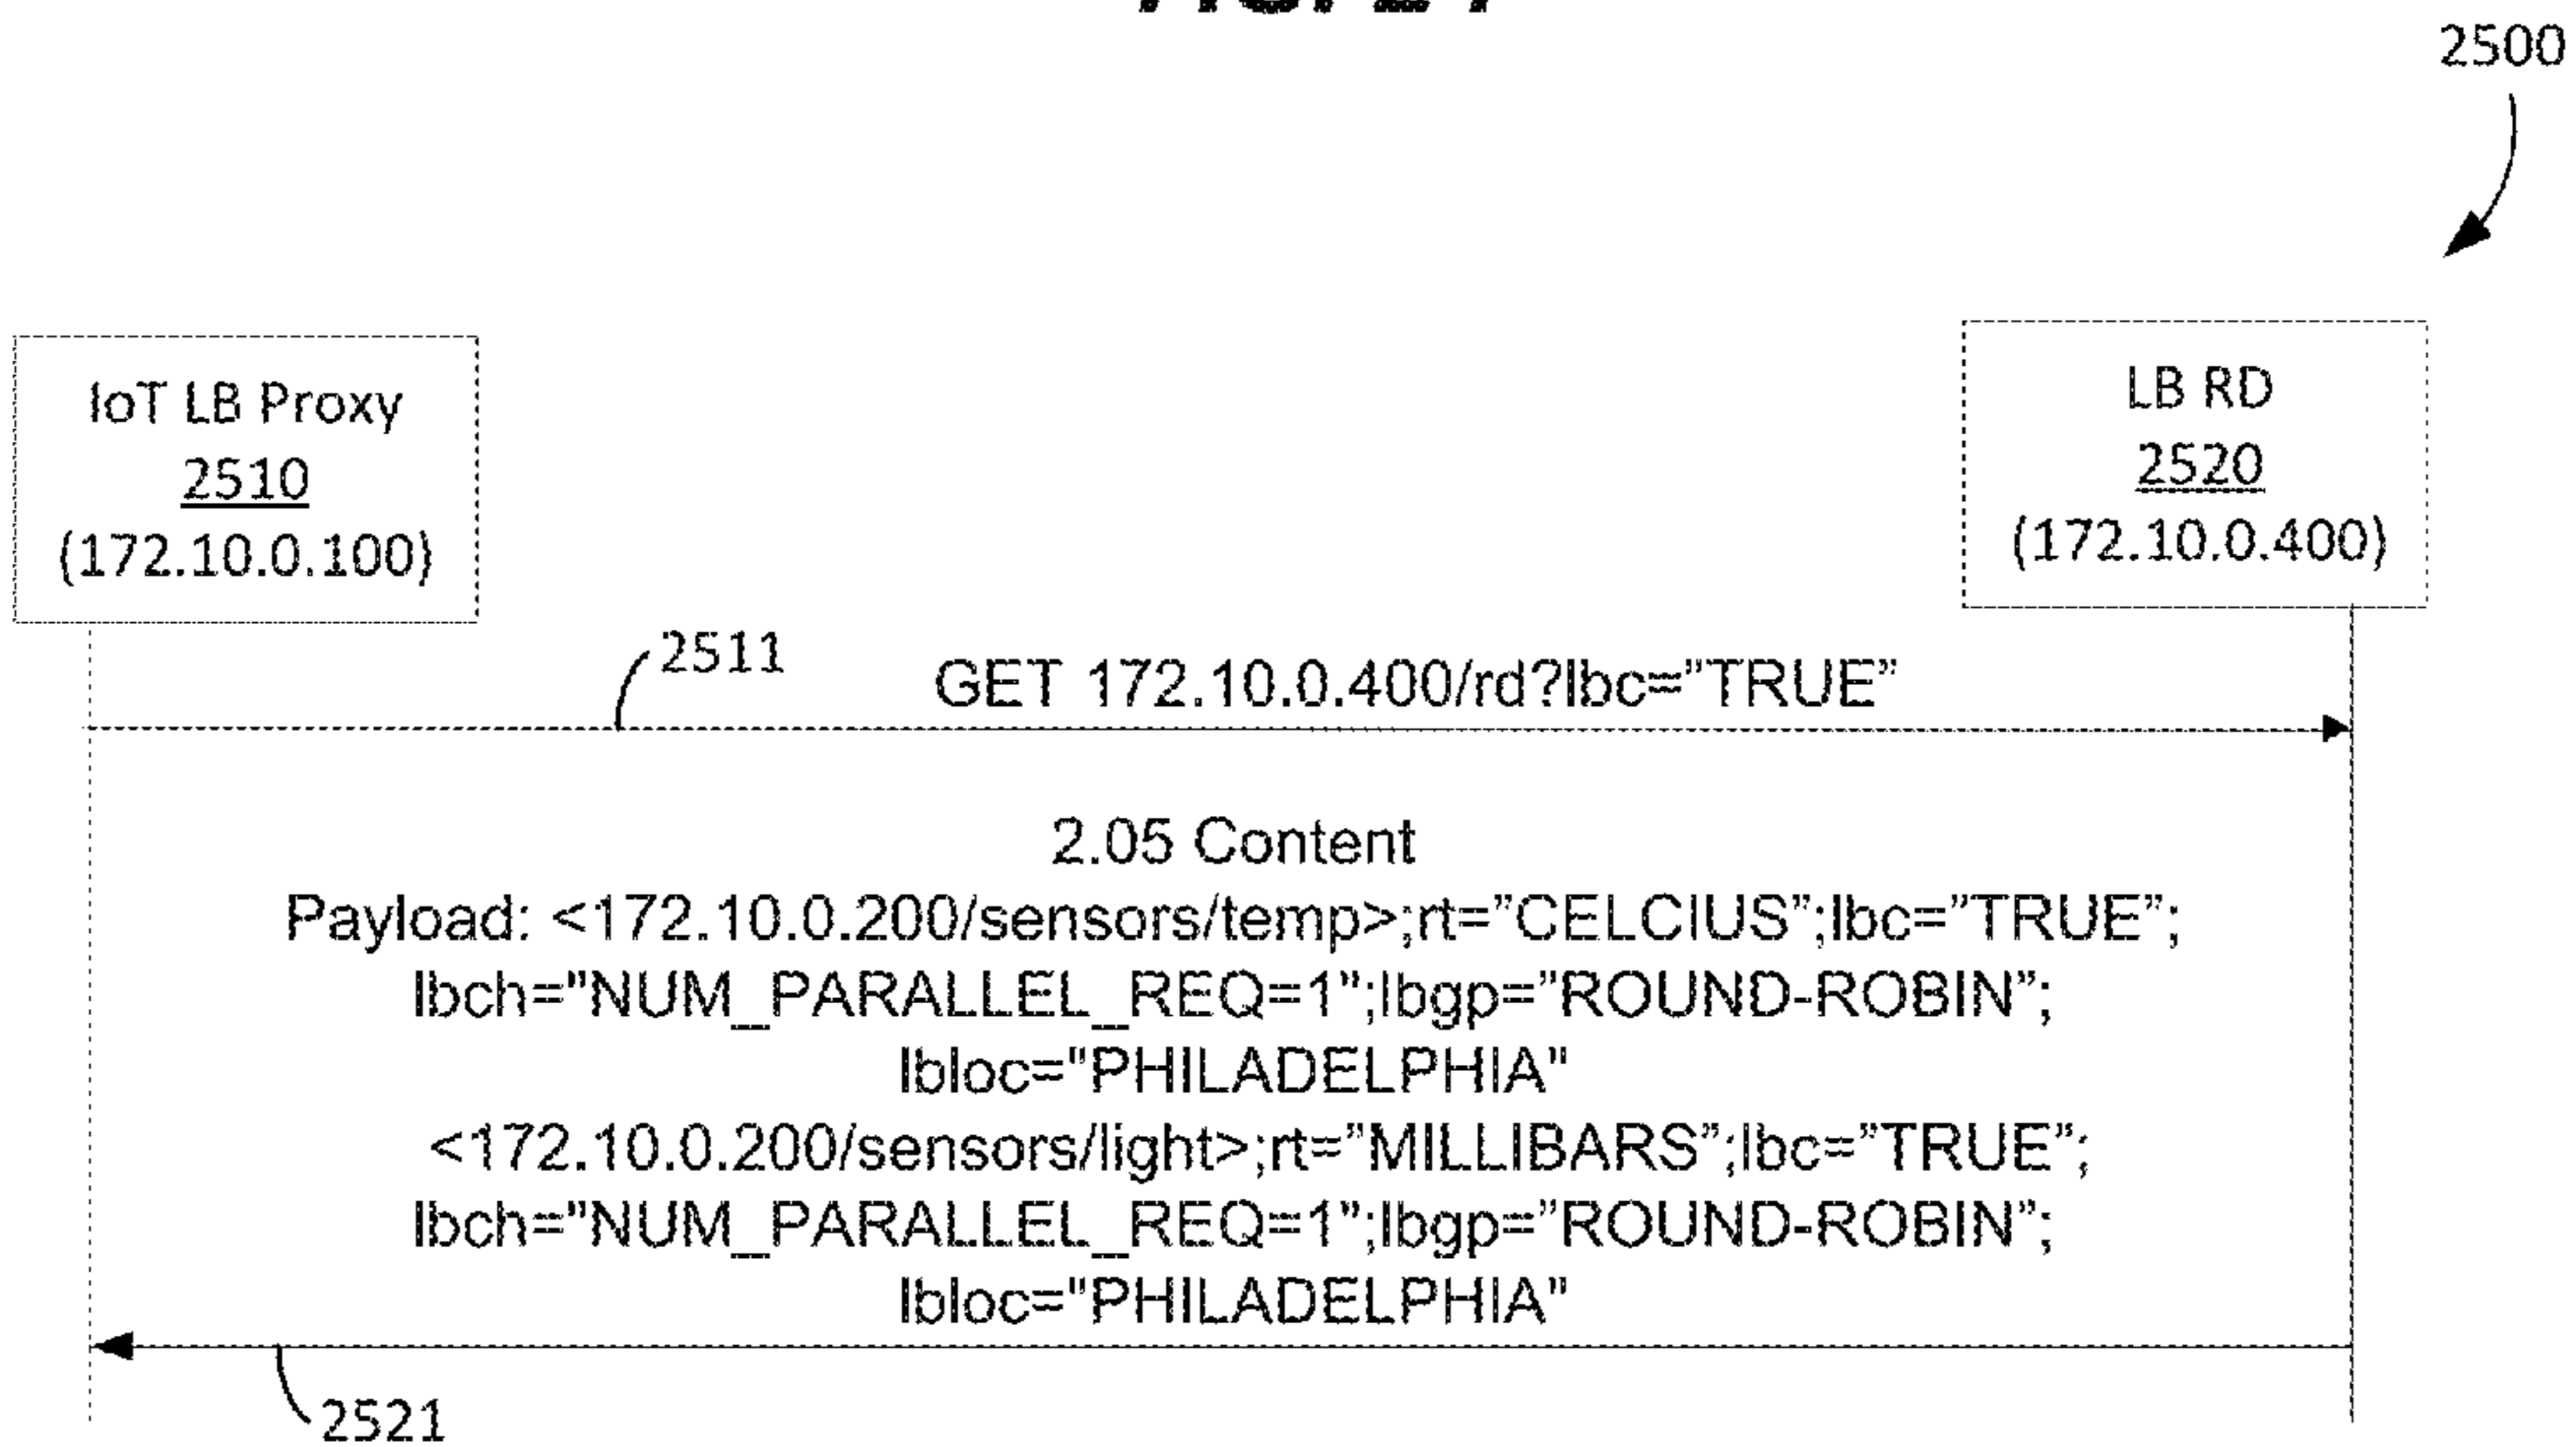 2500
IoT LB Proxy
2510
(172.10.0.100)
LB RD
2520
(172.10.0.400)
2511
GET 172.10.0.400/rd?lbc=”TRUE”
2.05 Content
Payload: <172.10.0.200/sensors/temp>;rt=”CELCIUS”;lbc=”TRUE”;
lbch="NUM_PARALLEL_REQ=1";lbgp=”ROUND-ROBIN”;
lbloc="PHILADELPHIA"
<172.10.0.200/sensors/light>;rt=”MILLIBARS”;lbc=”TRUE”;
lbch=”NUM_PARALLEL_REQ=1”;lbgp=”ROUND-ROBIN”;
lbloc="PHILADELPHIA"
2521